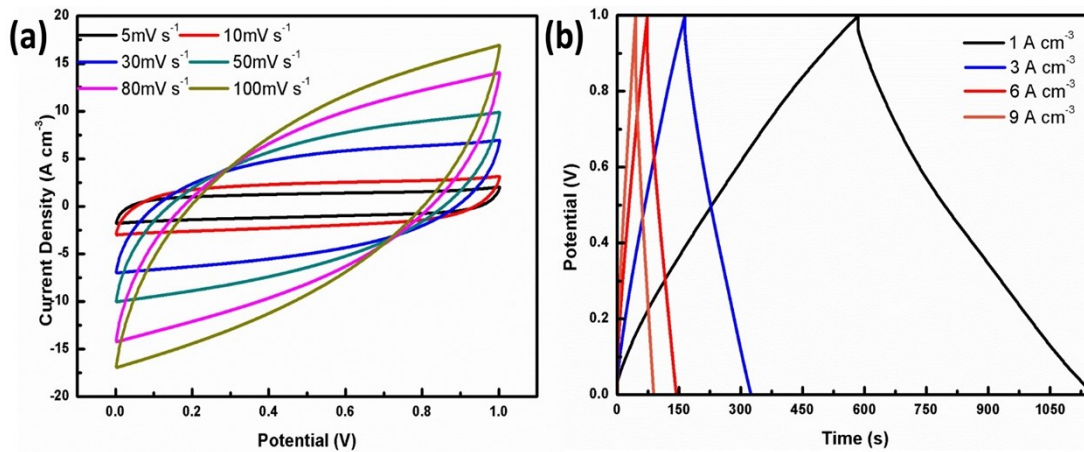 (a)
20
15
10
5
0
-5
-10
-15
20
Current Density (A cm⁻³)
5mV s⁻¹ 10mV s⁻¹
30mV s⁻¹ 50mV s⁻¹
80mV s⁻¹ 100mV s⁻¹
0.0 0.2 0.4 0.6 0.8 1.0
Potential (V)
(b)
1.0
0.8
0.6
0.4
0.2
0.0
Potential (V)
1 A cm⁻³
3 A cm⁻³
6 A cm⁻³
9 A cm⁻³
0 150 300 450 600 750 900 1050
Time (s)